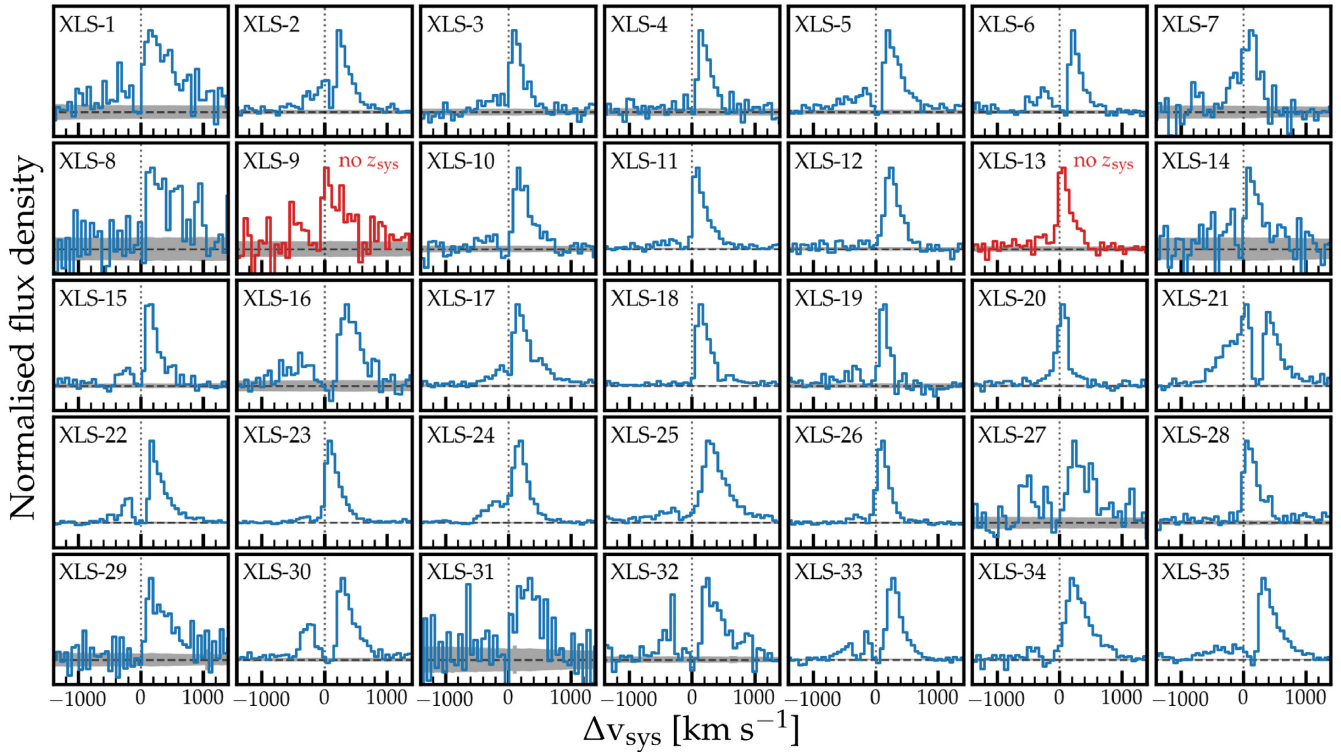 XLS-1 XLS-2 XLS-3 XLS-4 XLS-5 XLS-6 XLS-7
XLS-8 XLS-9 no z_sys XLS-10 XLS-11 XLS-12 XLS-13 no z_sys XLS-14
XLS-15 XLS-16 XLS-17 XLS-18 XLS-19 XLS-20 XLS-21
XLS-22 XLS-23 XLS-24 XLS-25 XLS-26 XLS-27 XLS-28
XLS-29 XLS-30 XLS-31 XLS-32 XLS-33 XLS-34 XLS-35
Normalised flux density
−1000 0 1000 −1000 0 1000 −1000 0 1000 −1000 0 1000 −1000 0 1000 −1000 0 1000 −1000 0 1000
Δv_sys [km s⁻¹]